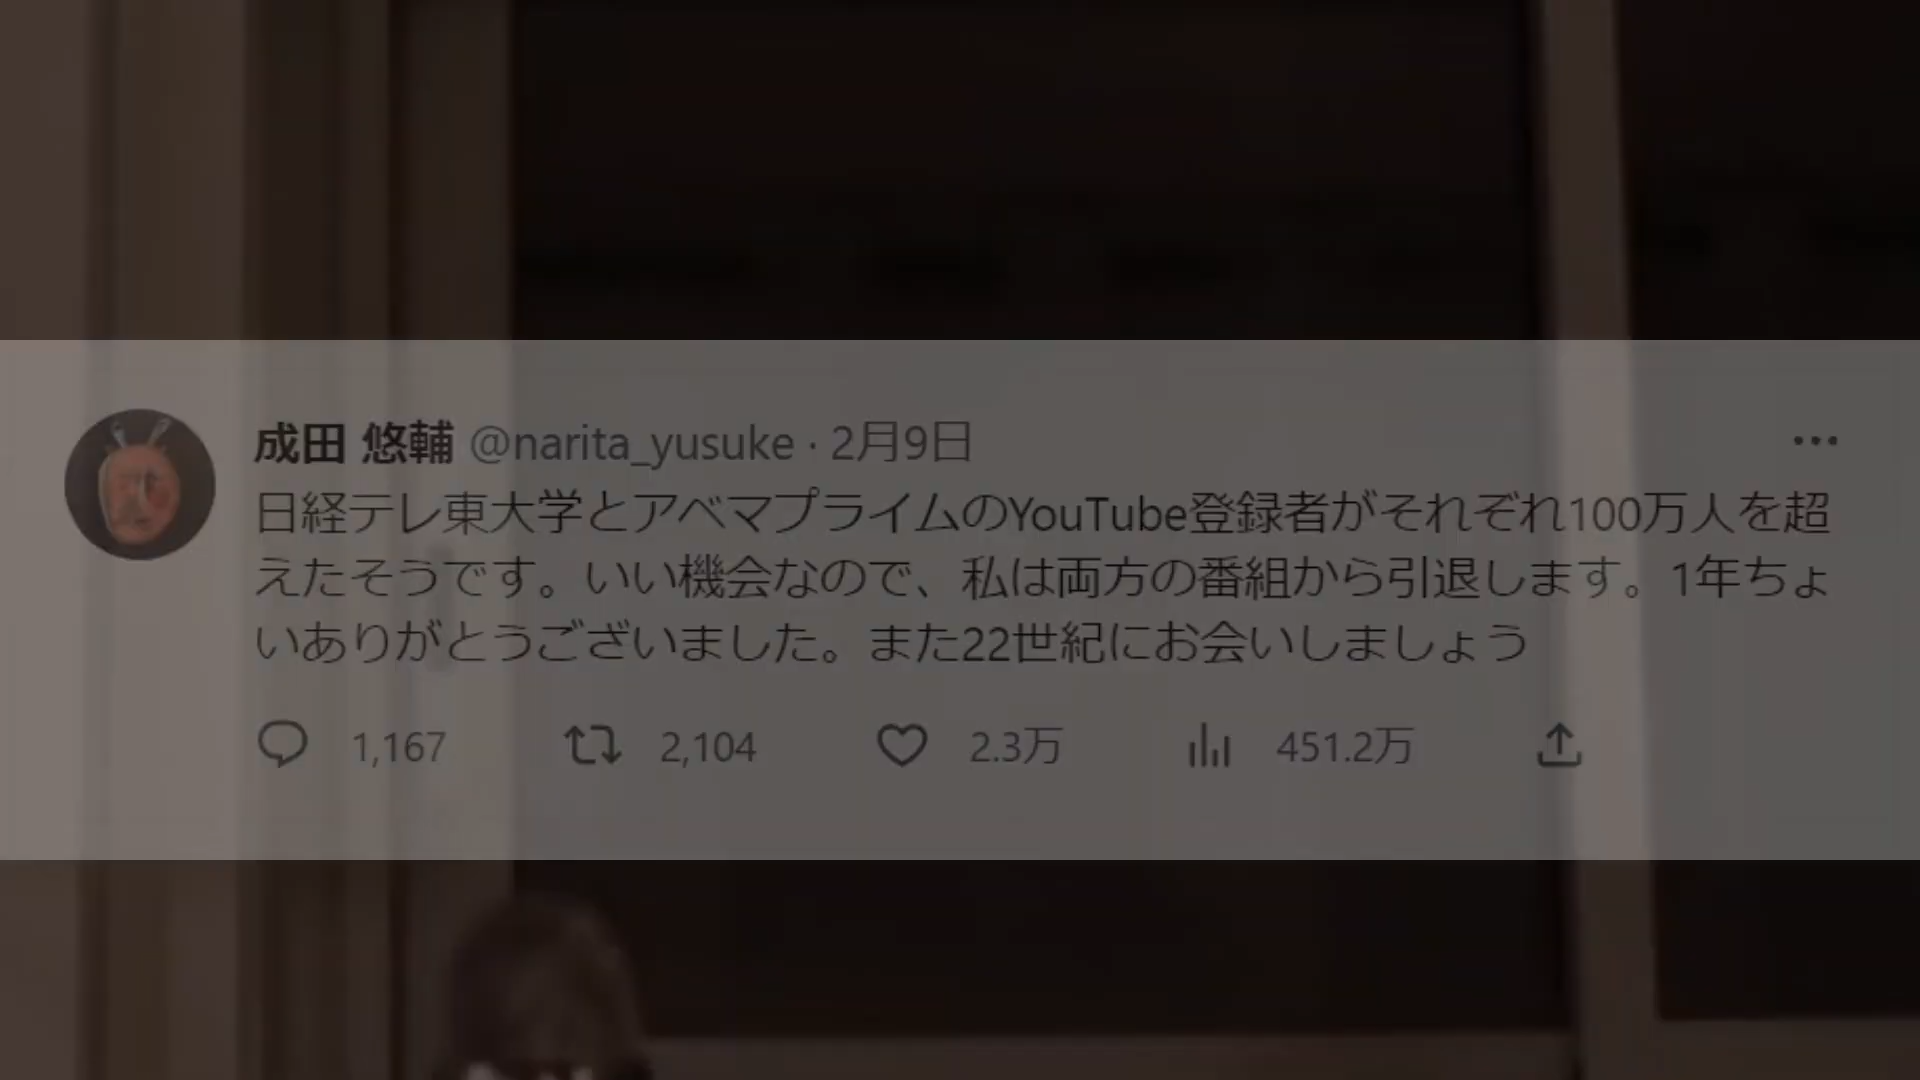 成田 悠輔 @narita_yusuke · 2月9日
日経テレ東大学とアベマプライムのYouTube登録者がそれぞれ100万人を超
えたそうです。いい機会なので、私は両方の番組から引退します。1年ちょ
いありがとうございました。また22世紀にお会いしましょう
1,167 2,104 2.3万 451.2万